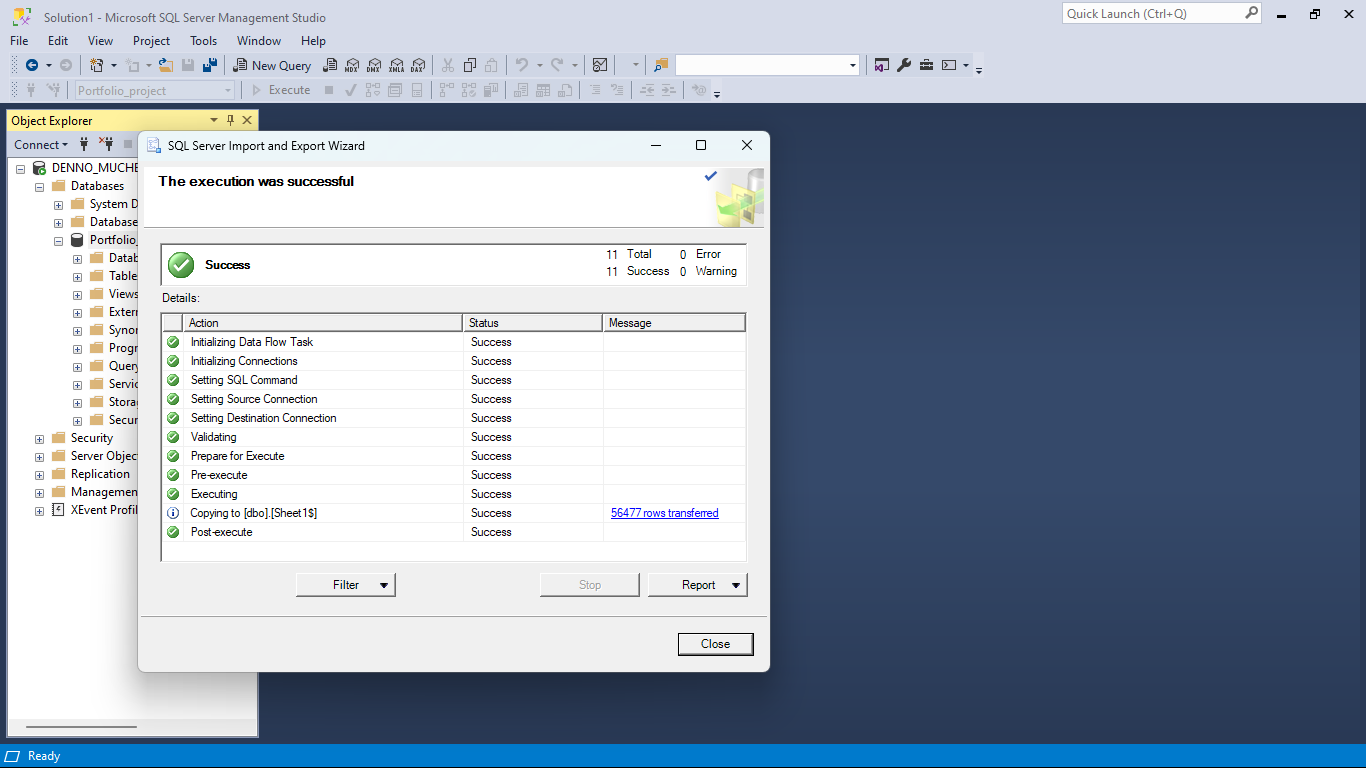 Solution1 - Microsoft SQL Server Management Studio
Quick Launch (Ctrl+Q)
File Edit View Project Tools Window Help
New Query MDX DMX XMLA DAX
Portfolio_project Execute
Object Explorer
Connect
DENNO_MUCHE
Databases
System D
Database
Portfolio_
Datab
Table
Views
Extern
Synon
Progr
Query
Servic
Storag
Secur
Security
Server Objec
Replication
Managemen
XEvent Profil
SQL Server Import and Export Wizard
The execution was successful
Success
11 Total 0 Error
11 Success 0 Warning
Details:
Action Status Message
Initializing Data Flow Task Success
Initializing Connections Success
Setting SQL Command Success
Setting Source Connection Success
Setting Destination Connection Success
Validating Success
Prepare for Execute Success
Pre-execute Success
Executing Success
Copying to [dbo].[Sheet1$] Success 56477 rows transferred
Post-execute Success
Filter Stop Report
Close
Ready